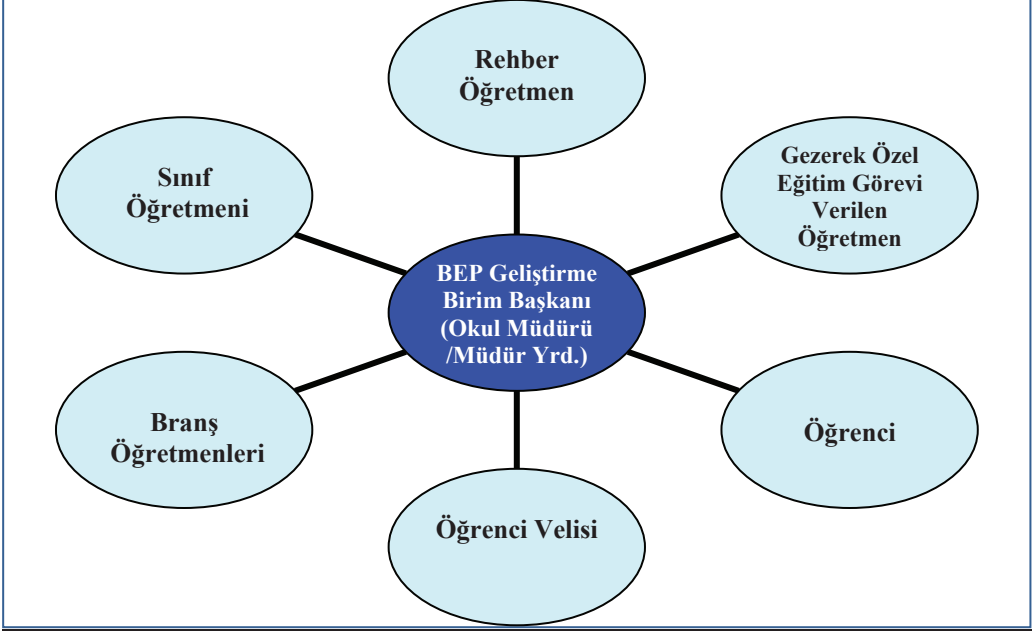 Rehber
Öğretmen
Sınıf
Öğretmeni
Gezerek Özel
Eğitim Görevi
Verilen
Öğretmen
BEP Geliştirme
Birim Başkanı
(Okul Müdürü
/Müdür Yrd.)
Branş
Öğretmenleri
Öğrenci
Öğrenci Velisi